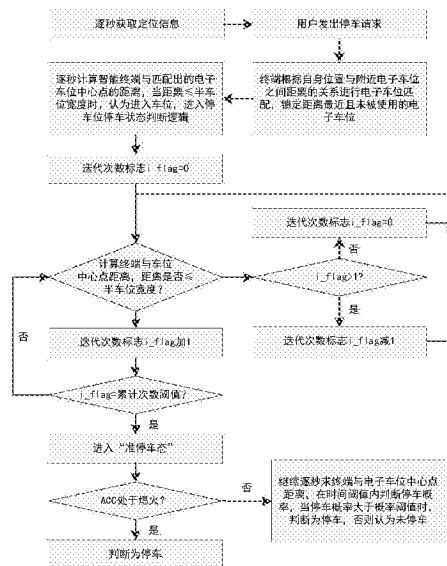 逐秒获取定位信息
用户发出停车请求
逐秒计算智能终端与匹配出的电子
车位中心点的距离，当距离≤半车
位宽度时，认为进入车位，进入停
车位停车状态判断逻辑
终端根据自身位置与附近电子车位
之间距离的关系进行电子车位匹
配，锁定距离最近且未被使用的电
子车位
迭代次数标志i_flag=0
迭代次数标志i_flag=0
否
计算终端与车位
中心点距离，距离是否≤
半车位宽度？
i_flag>1?
是
否
迭代次数标志i_flag加1
迭代次数标志i_flag减1
i_flag=累计次数阈值？
是
进入“准停车态”
ACC处于熄火？
否
继续逐秒求终端与电子车位中心点
距离，在时间阈值内判断停车概
率，当停车概率大于概率阈值时，
判断为停车，否则认为未停车
是
判断为停车